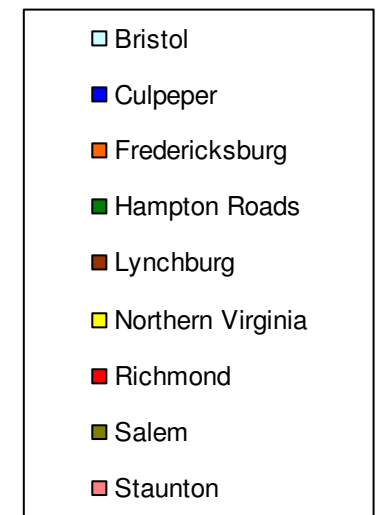 Bristol
Culpeper
Fredericksburg
Hampton Roads
Lynchburg
Northern Virginia
Richmond
Salem
Staunton